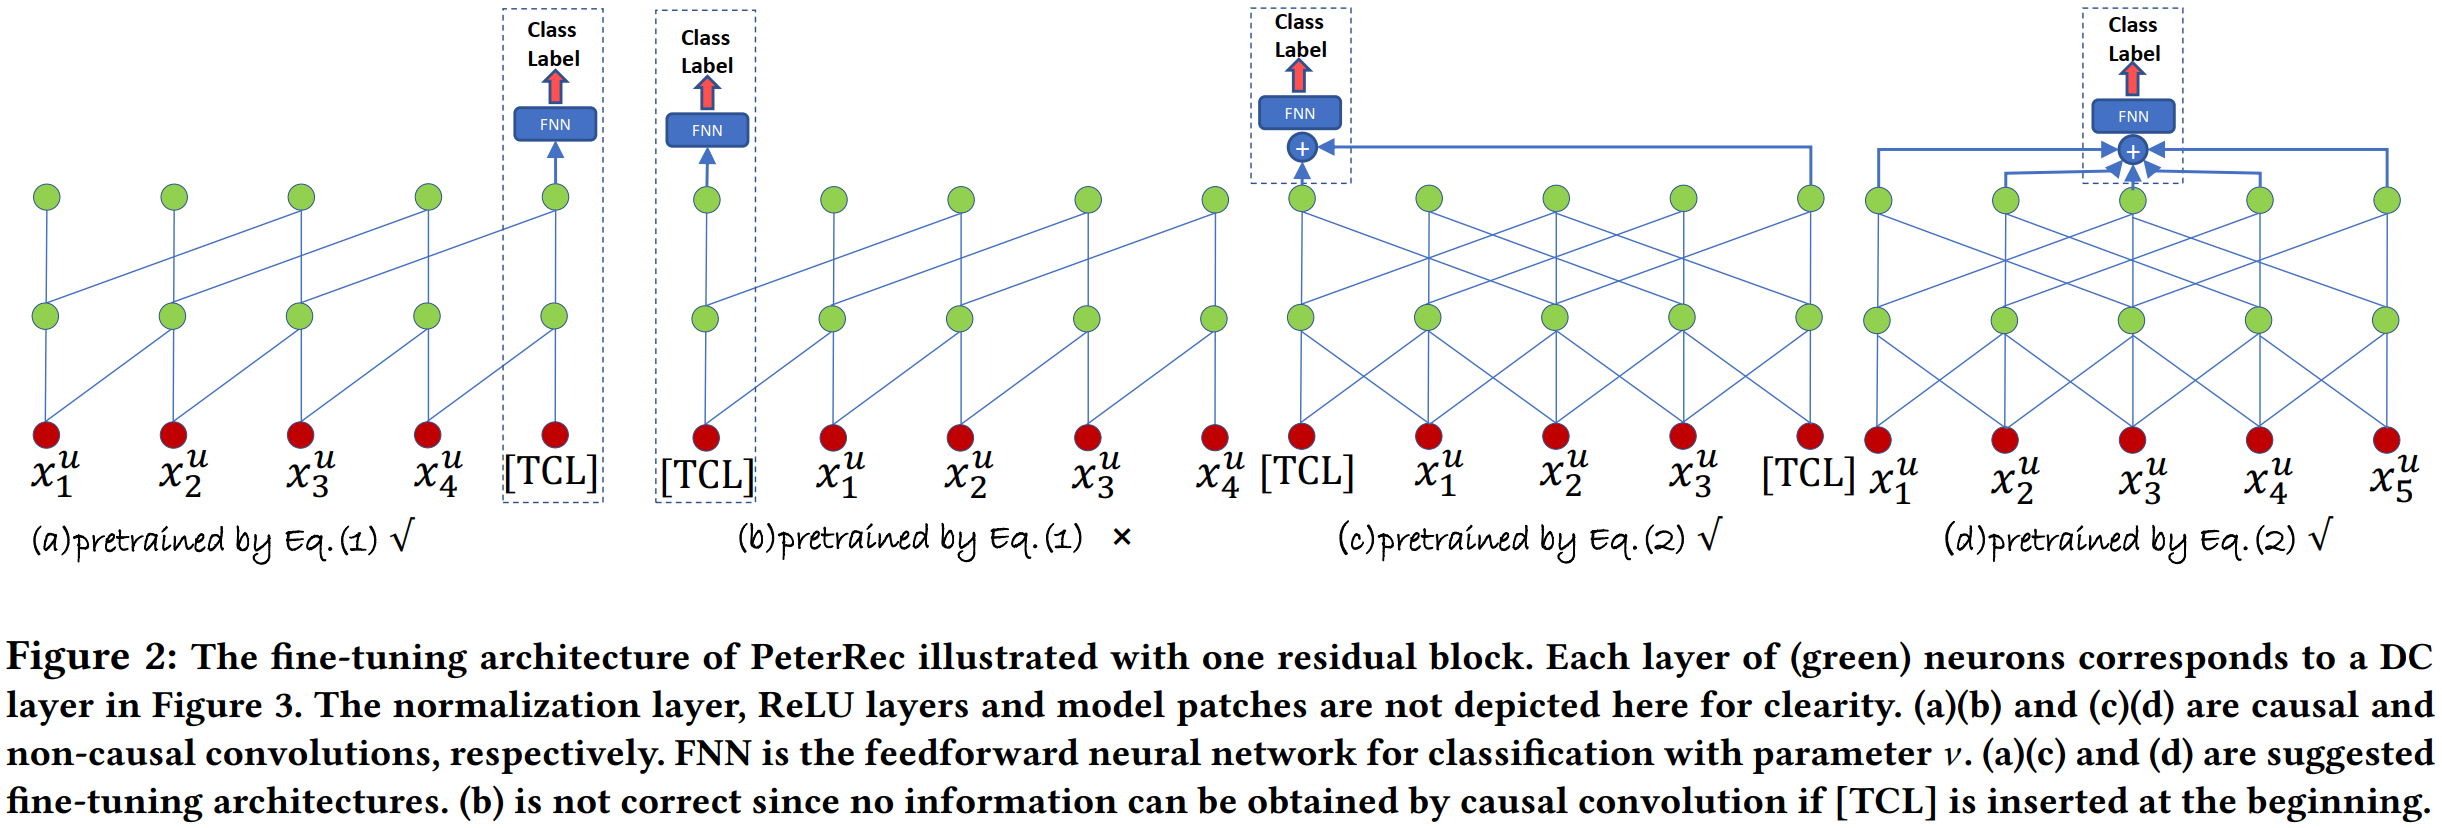 Class
Label
FNN
x_1^u x_2^u x_3^u x_4^u [TCL]
(a)pretrained by Eq.(1) √
Class
Label
FNN
[TCL] x_1^u x_2^u x_3^u x_4^u
(b)pretrained by Eq.(1) ×
Class
Label
FNN
+
[TCL] x_1^u x_2^u x_3^u [TCL]
(c)pretrained by Eq.(2) √
Class
Label
FNN
+
x_1^u x_2^u x_3^u x_4^u x_5^u
(d)pretrained by Eq.(2) √
Figure 2: The fine-tuning architecture of PeterRec illustrated with one residual block. Each layer of (green) neurons corresponds to a DC
layer in Figure 3. The normalization layer, ReLU layers and model patches are not depicted here for clearity. (a)(b) and (c)(d) are causal and
non-causal convolutions, respectively. FNN is the feedforward neural network for classification with parameter ν. (a)(c) and (d) are suggested
fine-tuning architectures. (b) is not correct since no information can be obtained by causal convolution if [TCL] is inserted at the beginning.